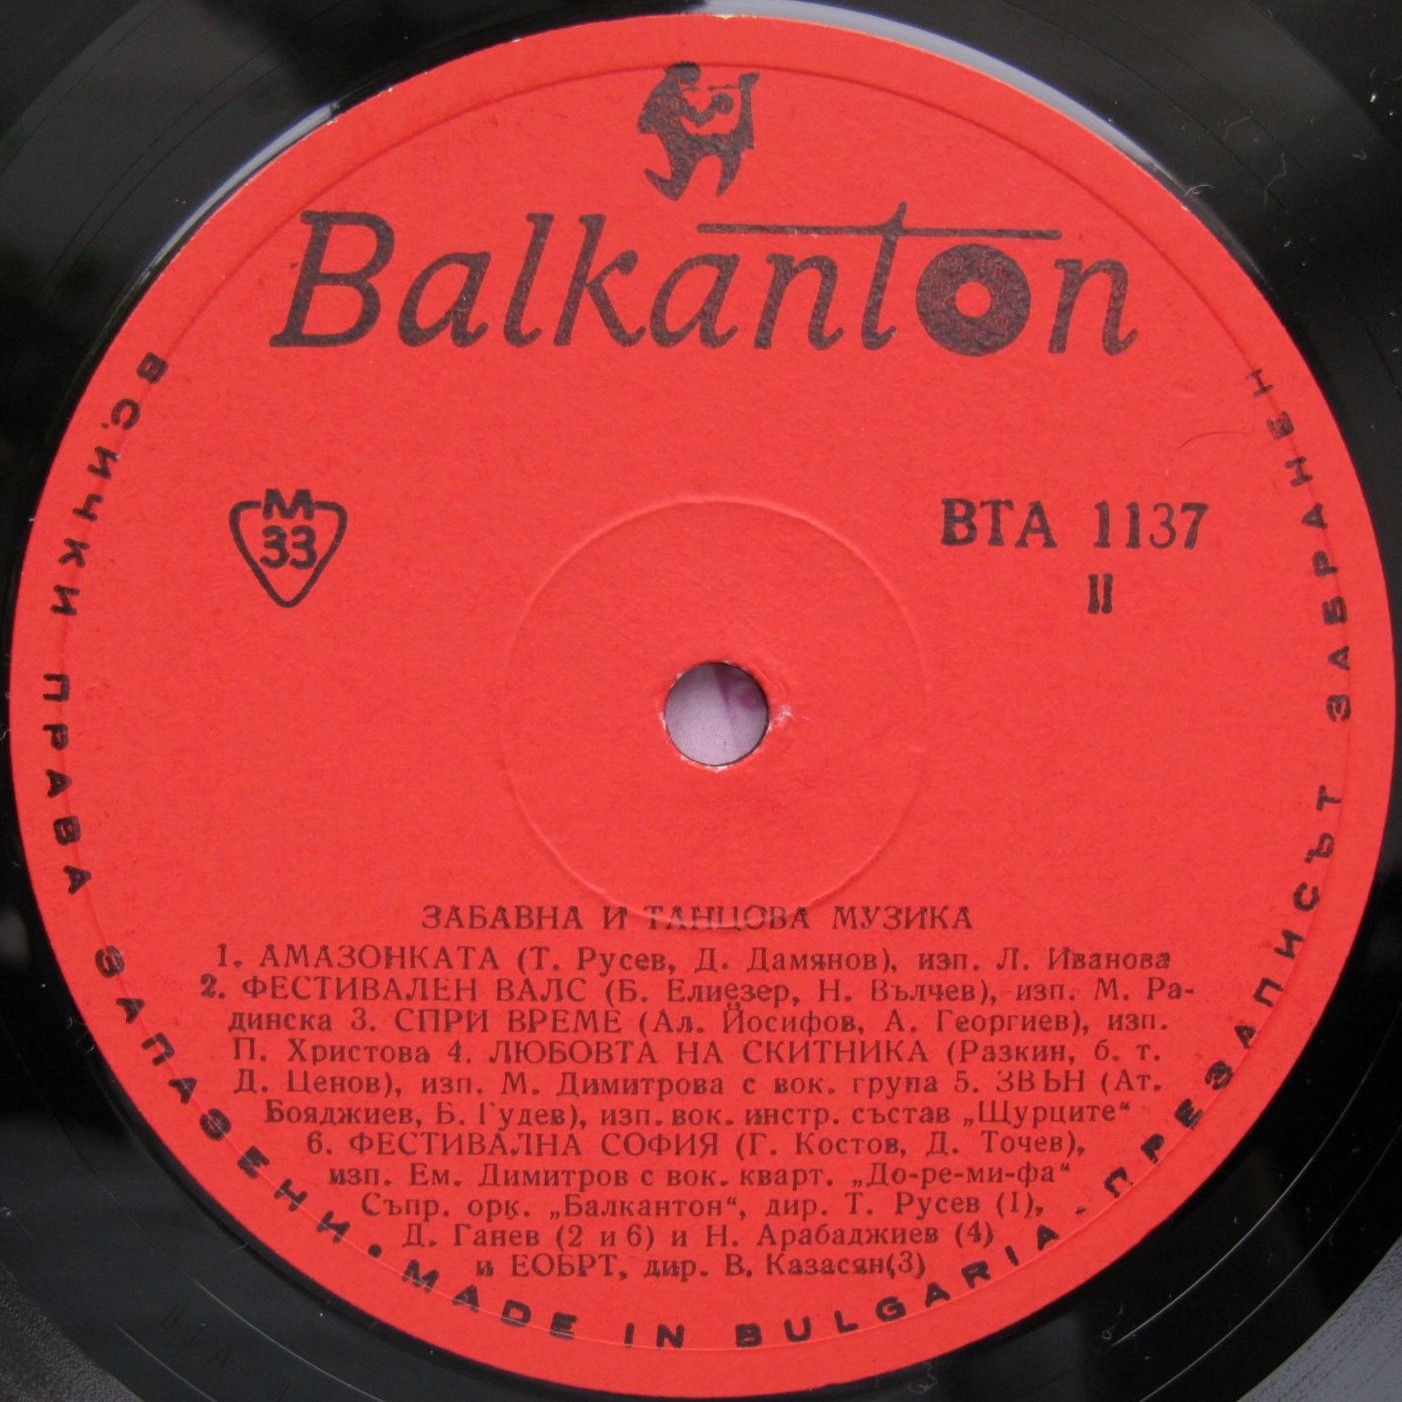 Balkanton
М
33
ВТА 1137
II
ЗАБАВНА И ТАНЦОВА МУЗИКА
1. АМАЗОНКАТА (Т. Русев, Д. Дамянов), изп. Л. Иванова
2. ФЕСТИВАЛЕН ВАЛС (Б. Елиезер, Н. Вълчев), изп. М. Ра-
динска 3. СПРИ ВРЕМЕ (Ал. Йосифов, А. Георгиев), изп.
П. Христова 4. ЛЮБОВТА НА СКИТНИКА (Разкин, б. т.
Д. Ценов), изп. М. Димитрова с вок. група 5. ЗВЪН (Ат.
Бояджиев, Б. Гудев), изп. вок. инстр. състав „Щурците“
6. ФЕСТИВАЛНА СОФИЯ (Г. Костов, Д. Точев),
изп. Ем. Димитров с вок. кварт. „До-ре-ми-фа“
Съпр. орк. „Балкантон“, дир. Т. Русев (1),
Д. Ганев (2 и 6) и Н. Арабаджиев (4)
и ЕОБРТ, дир. В. Казасян(3)
ВСИЧКИ ПРАВА ЗАПАЗЕНИ • MADE IN BULGARIA • ПРЕЗАПИСЪТ ЗАБРАНЕН